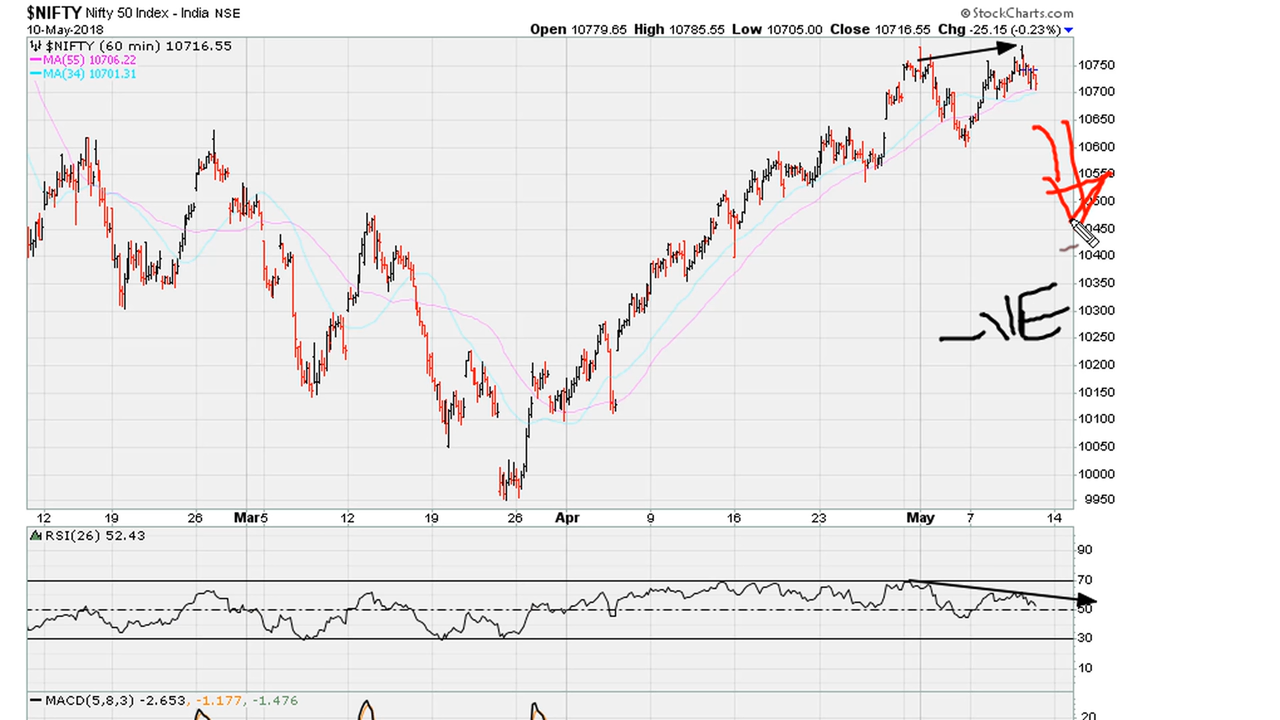 $NIFTY Nifty 50 Index - India NSE
© StockCharts.com
10-May-2018
Open 10779.65 High 10785.55 Low 10705.00 Close 10716.55 Chg -25.15 (-0.23%)
$NIFTY (60 min) 10716.55
MA(55) 10706.22
MA(34) 10701.31
10750
10700
10650
10600
10550
10500
10450
10400
10350
10300
10250
10200
10150
10100
10050
10000
9950
-VE
12 19 26 Mar 5 12 19 26 Apr 9 16 23 May 7 14
RSI(26) 52.43
90
70
50
30
10
MACD(5,8,3) -2.653, -1.177, -1.476
20